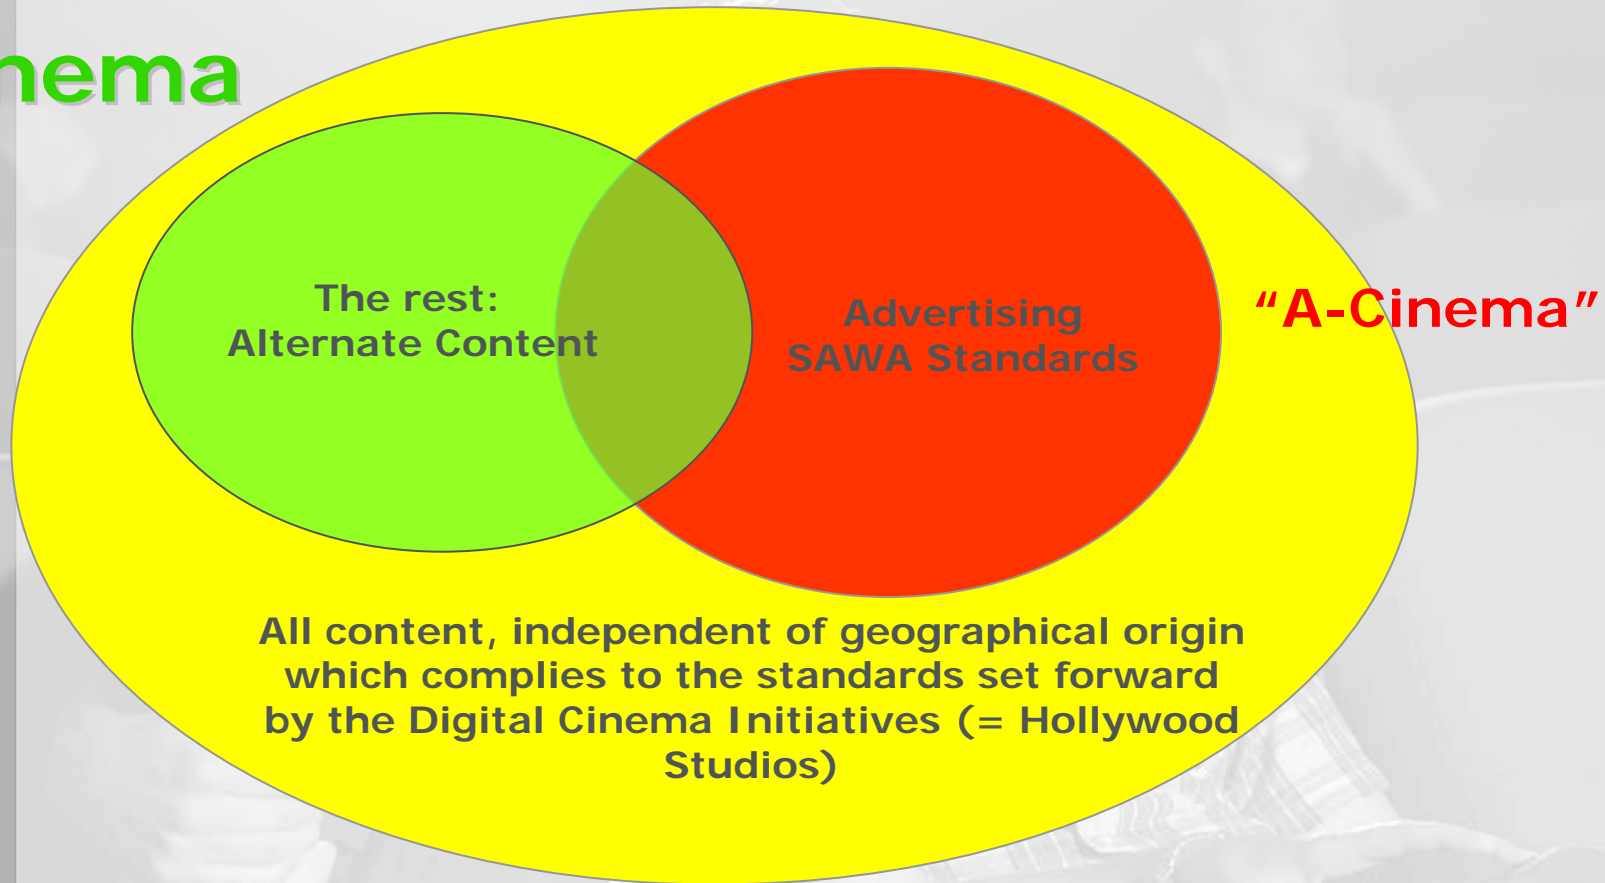 nema
The rest:
Alternate Content
Advertising
SAWA Standards
“A-Cinema”
All content, independent of geographical origin
which complies to the standards set forward
by the Digital Cinema Initiatives (= Hollywood
Studios)